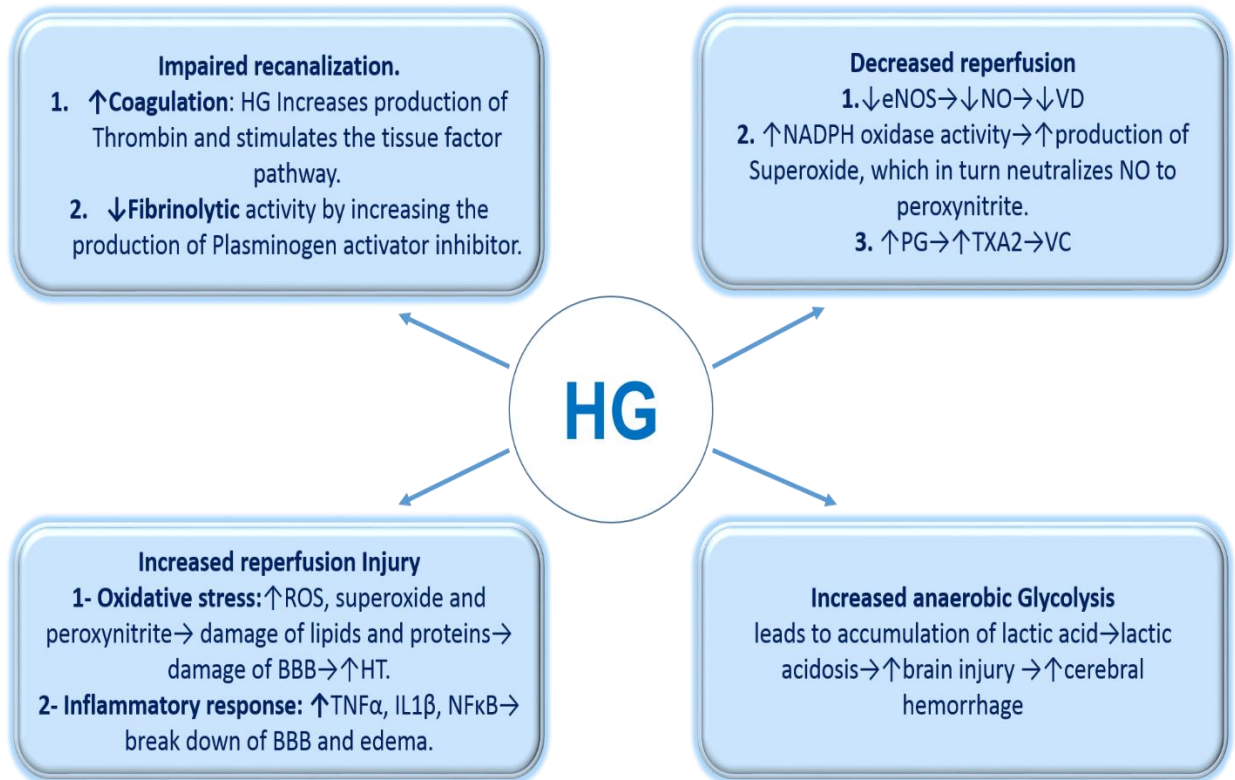 Impaired recanalization.
1. ↑Coagulation: HG Increases production of
Thrombin and stimulates the tissue factor
pathway.
2. ↓Fibrinolytic activity by increasing the
production of Plasminogen activator inhibitor.
Decreased reperfusion
1.↓eNOS→↓NO→↓VD
2. ↑NADPH oxidase activity→↑production of
Superoxide, which in turn neutralizes NO to
peroxynitrite.
3. ↑PG→↑TXA2→VC
HG
Increased reperfusion Injury
1- Oxidative stress:↑ROS, superoxide and
peroxynitrite→ damage of lipids and proteins→
damage of BBB→↑HT.
2- Inflammatory response: ↑TNFα, IL1β, NFκB→
break down of BBB and edema.
Increased anaerobic Glycolysis
leads to accumulation of lactic acid→lactic
acidosis→↑brain injury →↑cerebral
hemorrhage